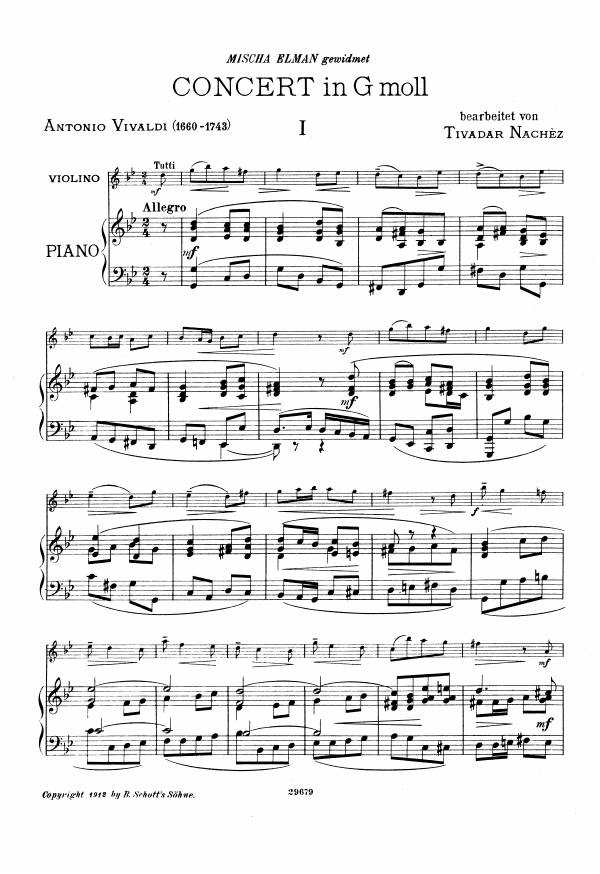 MISCHA ELMAN gewidmet
CONCERT in G moll
ANTONIO VIVALDI (1660-1743)
I
bearbeitet von
TIVADAR NACHÈZ
Tutti
VIOLINO
mf
Allegro
PIANO
mf
mf
mf
f
mf
mf
Copyright 1912 by B. Schott's Söhne.
29679